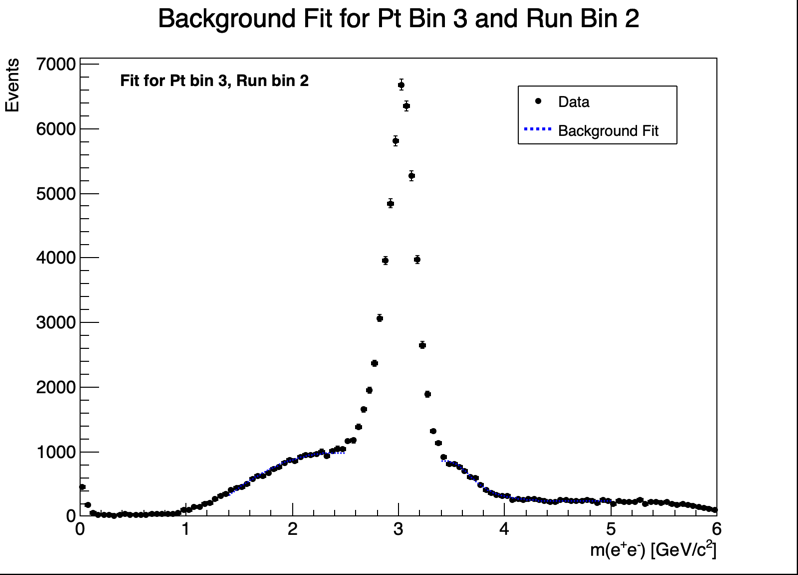 Background Fit for Pt Bin 3 and Run Bin 2
Events
Fit for Pt bin 3, Run bin 2
Data
Background Fit
7000
6000
5000
4000
3000
2000
1000
0
0 1 2 3 4 5 6
m(e⁺e⁻) [GeV/c²]